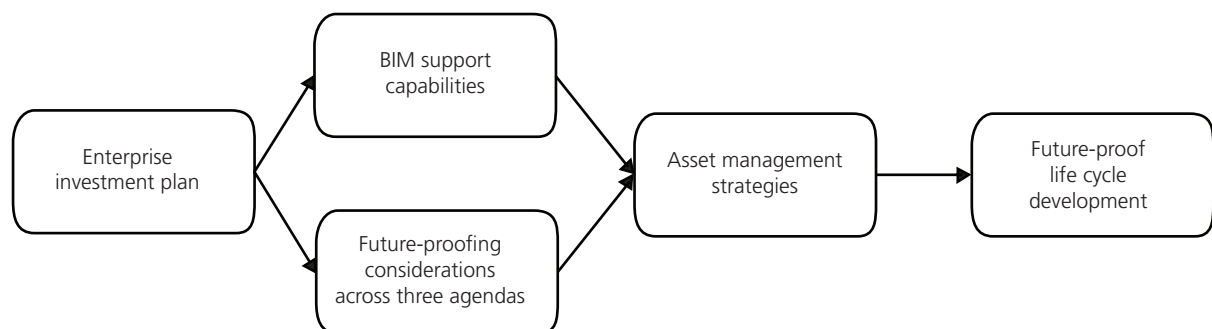 Enterprise
investment plan
BIM support
capabilities
Future-proofing
considerations
across three agendas
Asset management
strategies
Future-proof
life cycle
development